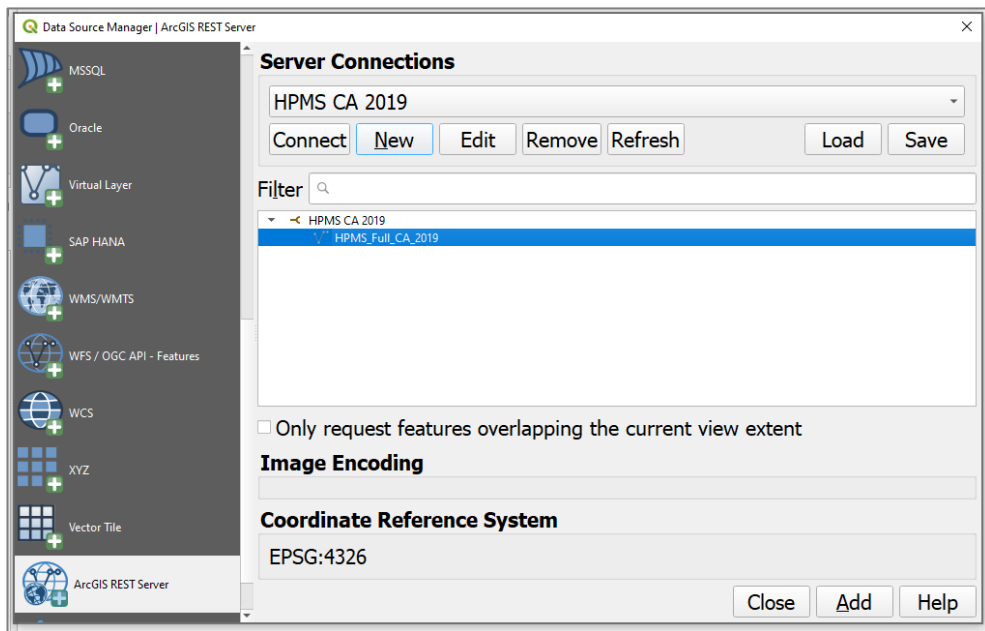 Data Source Manager | ArcGIS REST Server
MSSQL
Oracle
Virtual Layer
SAP HANA
WMS/WMTS
WFS / OGC API - Features
WCS
XYZ
Vector Tile
ArcGIS REST Server
Server Connections
HPMS CA 2019
Connect New Edit Remove Refresh Load Save
Filter
HPMS CA 2019
HPMS_Full_CA_2019
Only request features overlapping the current view extent
Image Encoding
Coordinate Reference System
EPSG:4326
Close Add Help